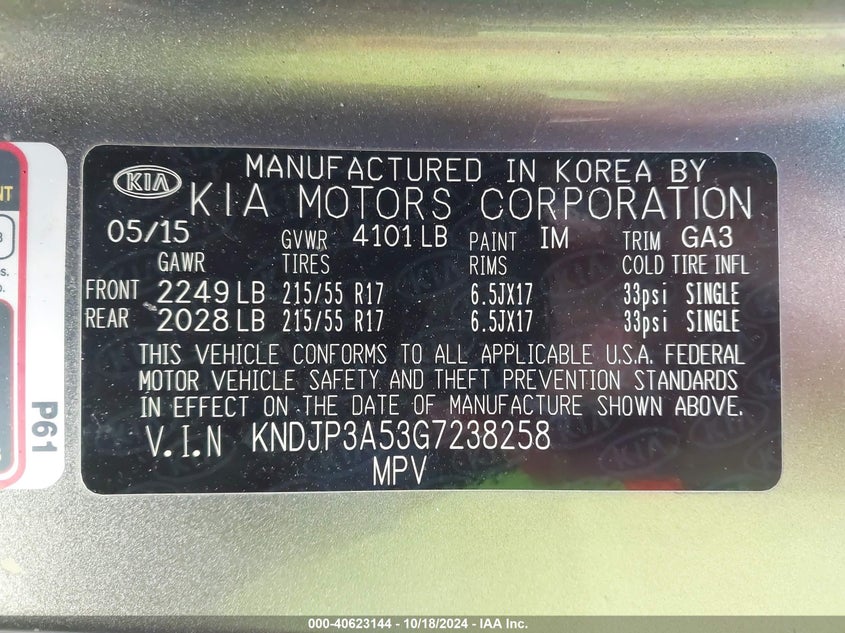 MANUFACTURED IN KOREA BY
KIA KIA MOTORS CORPORATION
05/15 GVWR 4101 LB PAINT IM TRIM GA3
GAWR TIRES RIMS COLD TIRE INFL
FRONT 2249 LB 215/55 R17 6.5JX17 33psi SINGLE
REAR 2028 LB 215/55 R17 6.5JX17 33psi SINGLE
THIS VEHICLE CONFORMS TO ALL APPLICABLE U.S.A. FEDERAL
MOTOR VEHICLE SAFETY AND THEFT PREVENTION STANDARDS
IN EFFECT ON THE DATE OF MANUFACTURE SHOWN ABOVE.
V.I.N KNDJP3A53G7238258
MPV
P61
000-40623144 - 10/18/2024 - IAA Inc.